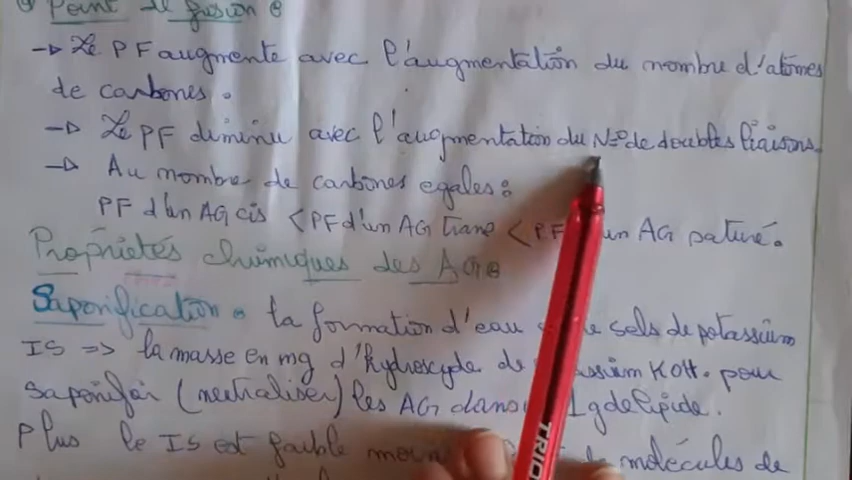 Point de fusion :
→ Le PF augmente avec l'augmentation du nombre d'atomes
de carbones.
→ Le PF diminu avec l'augmentation du N=º de doubles liaisons.
→ Au nombre de carbones egales :
PF d'un AG cis < PF d'un AG trans < PF un AG saturé.
Propriétés chimiques des AG :
Saponification : la formation d'eau sels de potassium
IS => la masse en mg d'hydroxyde de ssium KOH. pour
saponifier (neutraliser) les AG dans 1g de lipide.
Plus le IS est faible molécules de
TRIO